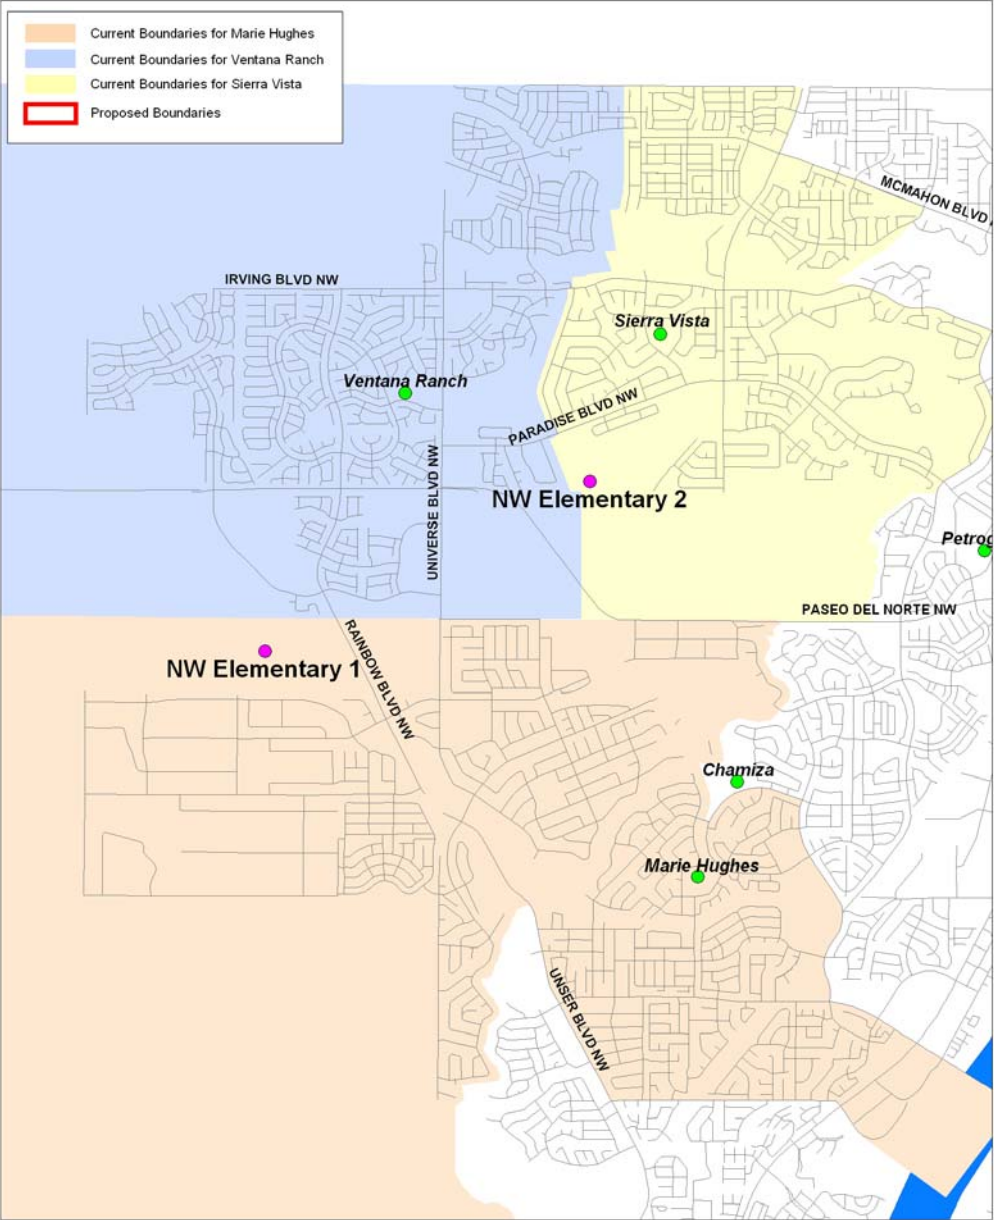 Current Boundaries for Marie Hughes
Current Boundaries for Ventana Ranch
Current Boundaries for Sierra Vista
Proposed Boundaries
MCMAHON BLVD
IRVING BLVD NW
Sierra Vista
Ventana Ranch
PARADISE BLVD NW
UNIVERSE BLVD NW
NW Elementary 2
Petrog
PASEO DEL NORTE NW
RAINBOW BLVD NW
NW Elementary 1
Chamiza
Marie Hughes
UNSER BLVD NW